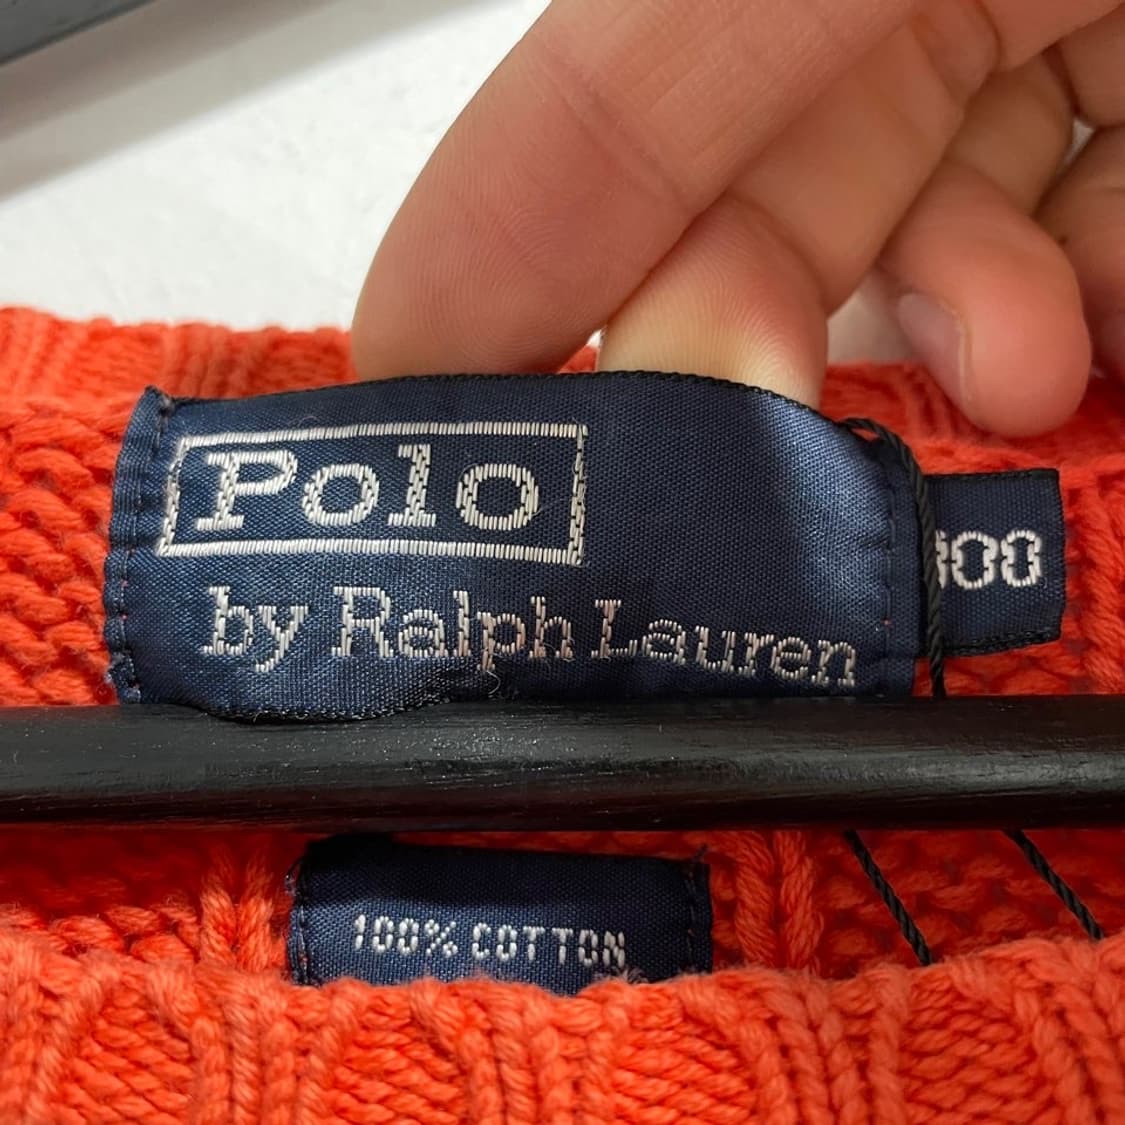 Polo
by Ralph Lauren
100% COTTON